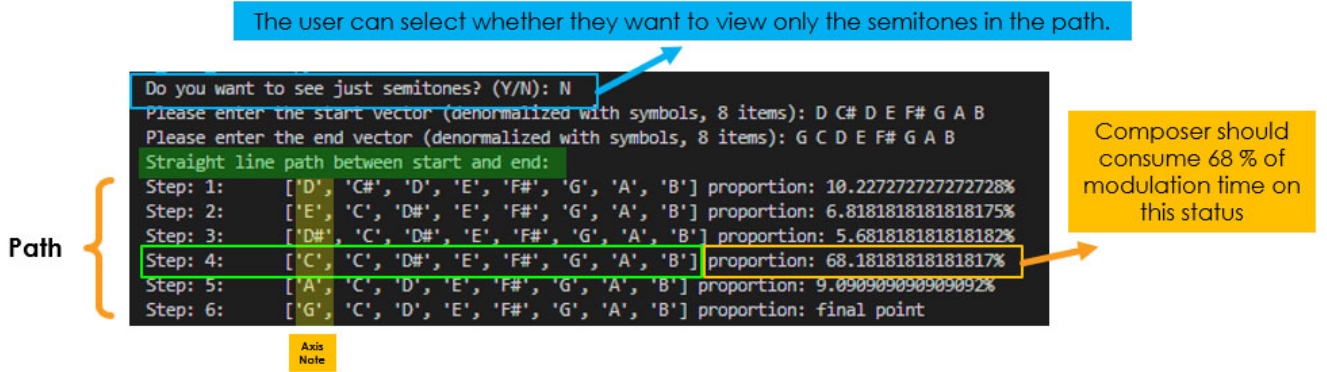 The user can select whether they want to view only the semitones in the path.
Do you want to see just semitones? (Y/N): N
Please enter the start vector (denormalized with symbols, 8 items): D C# D E F# G A B
Please enter the end vector (denormalized with symbols, 8 items): G C D E F# G A B
Straight line path between start and end:
Step: 1: ['D', 'C#', 'D', 'E', 'F#', 'G', 'A', 'B'] proportion: 10.227272727272728%
Step: 2: ['E', 'C', 'D#', 'E', 'F#', 'G', 'A', 'B'] proportion: 6.8181818181818175%
Step: 3: ['D#', 'C', 'D#', 'E', 'F#', 'G', 'A', 'B'] proportion: 5.681818181818182%
Step: 4: ['C', 'C', 'D#', 'E', 'F#', 'G', 'A', 'B'] proportion: 68.18181818181817%
Step: 5: ['A', 'C', 'D', 'E', 'F#', 'G', 'A', 'B'] proportion: 9.090909090909092%
Step: 6: ['G', 'C', 'D', 'E', 'F#', 'G', 'A', 'B'] proportion: final point
Path
Axis
Note
Composer should
consume 68 % of
modulation time on
this status